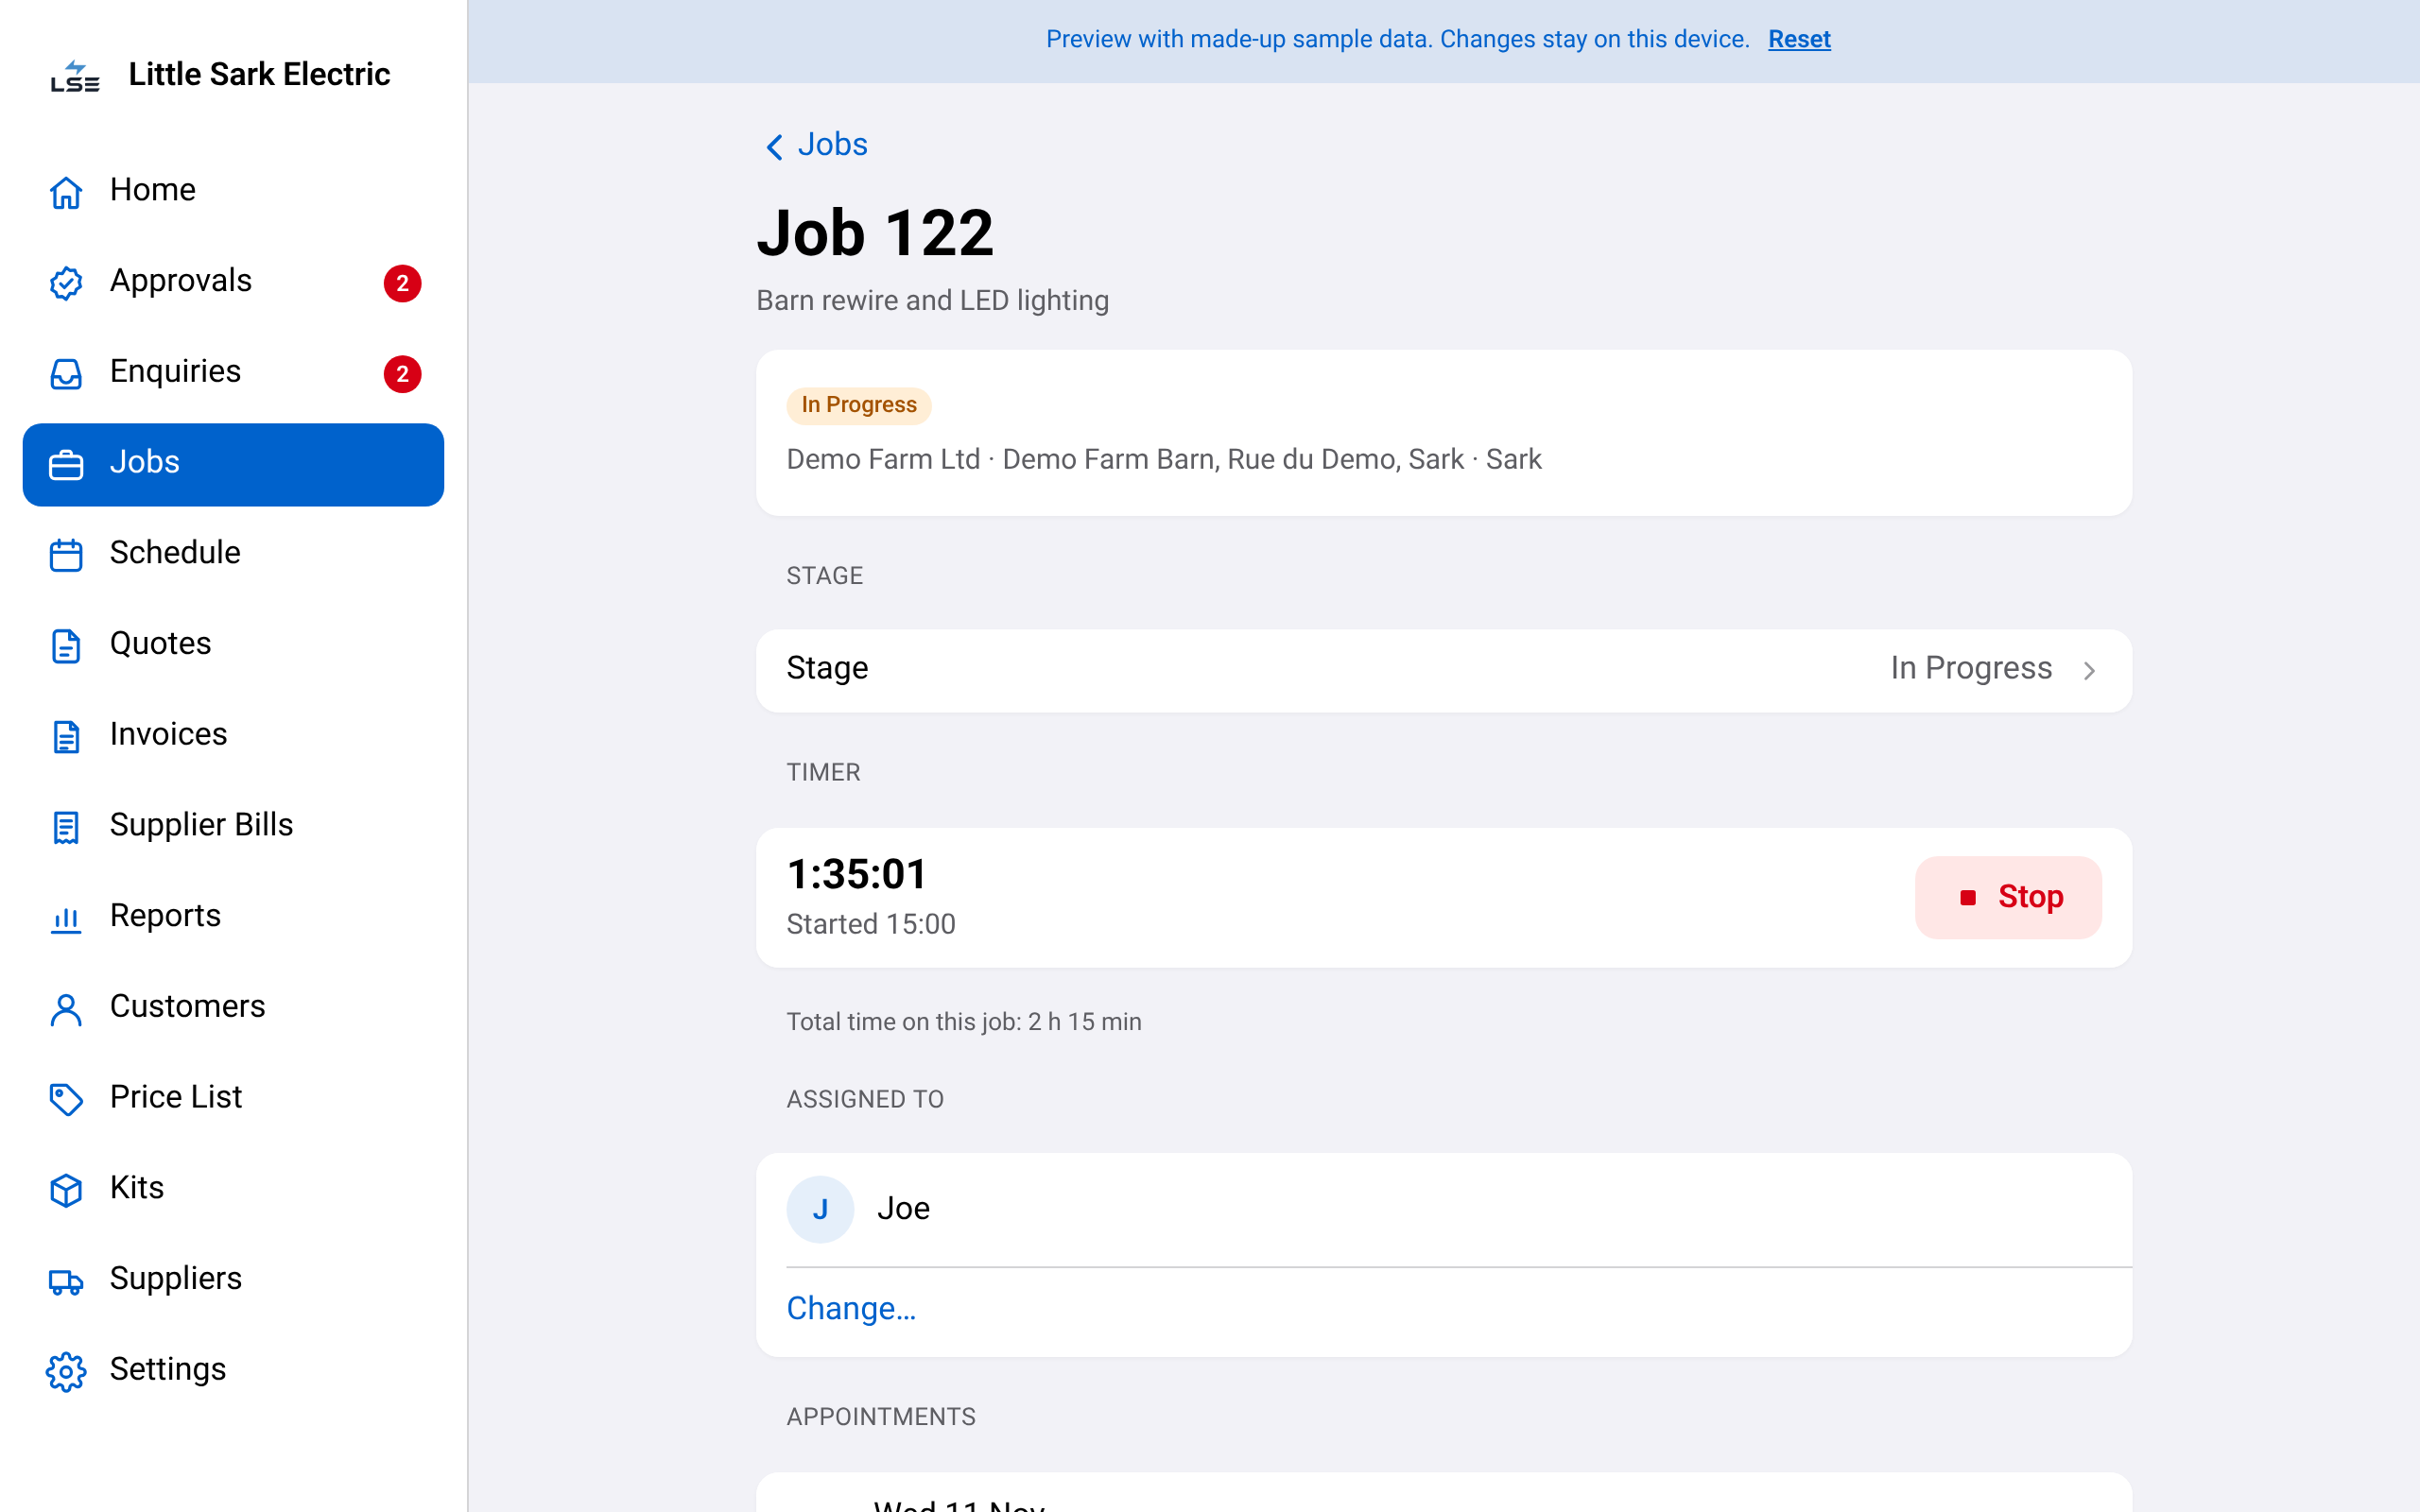 Preview with made-up sample data. Changes stay on this device. Reset
LSE Little Sark Electric
Home
Approvals 2
Enquiries 2
Jobs
Schedule
Quotes
Invoices
Supplier Bills
Reports
Customers
Price List
Kits
Suppliers
Settings
Jobs
Job 122
Barn rewire and LED lighting
In Progress
Demo Farm Ltd · Demo Farm Barn, Rue du Demo, Sark · Sark
STAGE
Stage In Progress
TIMER
1:35:01
Started 15:00
Stop
Total time on this job: 2 h 15 min
ASSIGNED TO
J Joe
Change...
APPOINTMENTS
Wed 11 Nov